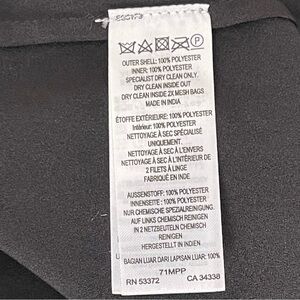 P
OUTER SHELL: 100% POLYESTER
INNER: 100% POLYESTER
SPECIALIST DRY CLEAN ONLY
DRY CLEAN INSIDE OUT
DRY CLEAN INSIDE 2X MESH BAGS
MADE IN INDIA
ÉTOFFE EXTÉRIEURE: 100% POLYESTER
Intérieur: 100% POLYESTER
NETTOYAGE À SEC SPÉCIALISÉ
UNIQUEMENT.
NETTOYAGE À SEC À L'ENVERS
NETTOYAGE À SEC À L'INTÉRIEUR DE
2 FILETS À LINGE
FABRIQUÉ EN INDE
AUSSENSTOFF: 100% POLYESTER
INNENSEITE: 100% POLYESTER
NUR CHEMISCHE SPEZIALREINIGUNG.
AUF LINKS CHEMISCH REINIGEN
IN 2 NETZBEUTELN CHEMISCH
REINIGEN
HERGESTELLT IN INDIEN
BAGIAN LUAR DARI LAPISAN LUAR: 100%
71MPP
RN 53372 CA 34338